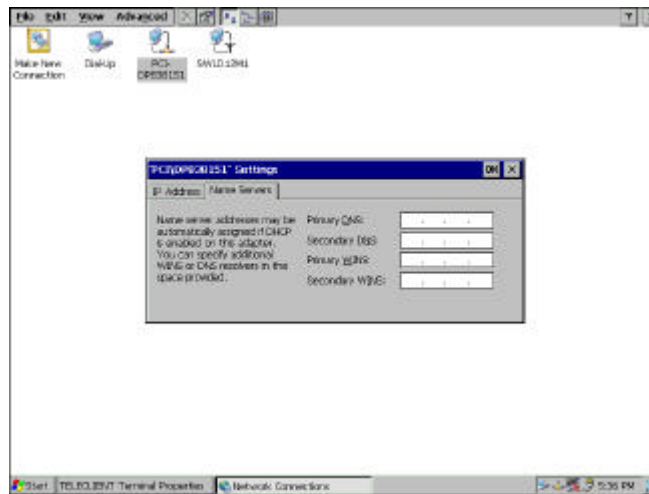 File Edit View Advanced
Make New Connection
Dial-Up
PCI-DP838151
Settings OK
IP Address Name Servers
Name server addresses may be
automatically assigned if DHCP
is enabled on this adapter.
You can specify additional
WINS or DNS resolvers in the
space provided.
Primary DNS:
Secondary DNS
Primary WINS:
Secondary WINS:
Start TELECLIENT Terminal Properties Network Connections 5:36 PM